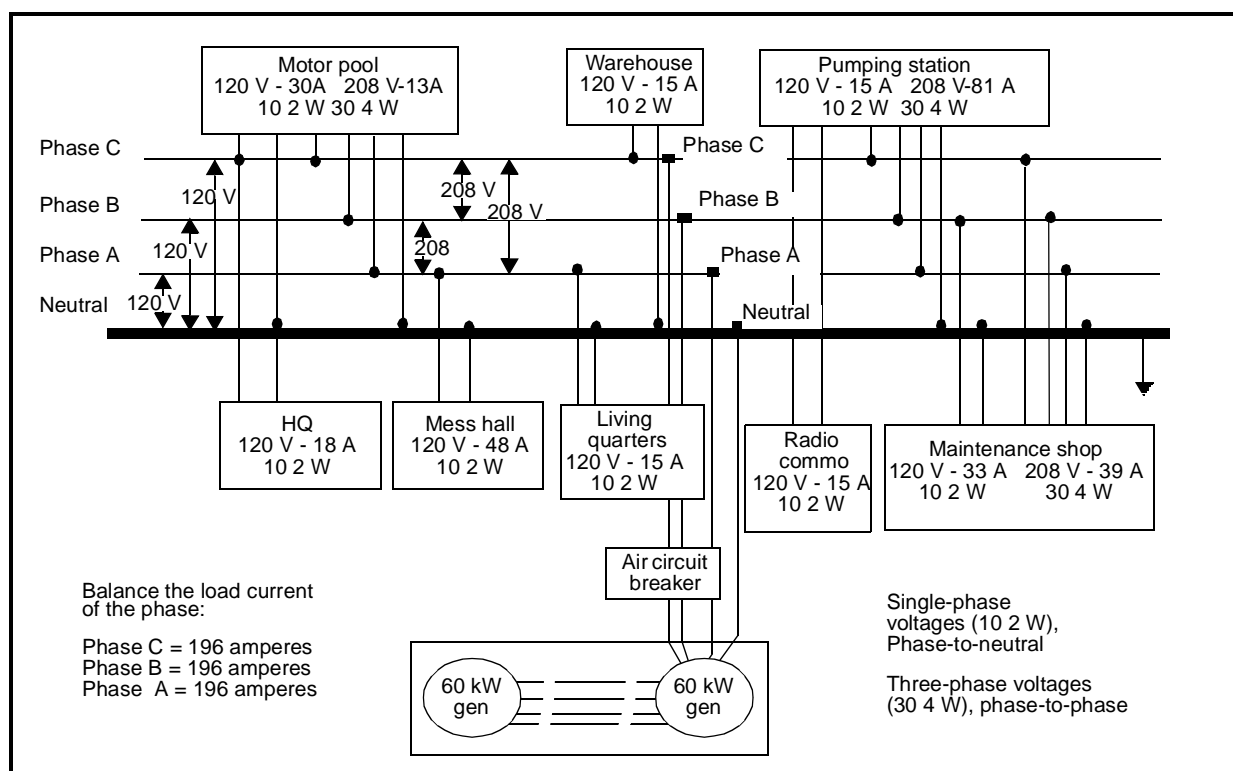 Motor pool
120 V - 30A 208 V-13A
10 2 W 30 4 W
Warehouse
120 V - 15 A
10 2 W
Pumping station
120 V - 15 A 208 V-81 A
10 2 W 30 4 W
Phase C
Phase C
120 V
208 V
208 V
Phase B
Phase B
120 V
208
Phase A
Phase A
Neutral
120 V
Neutral
HQ
120 V - 18 A
10 2 W
Mess hall
120 V - 48 A
10 2 W
Living
quarters
120 V - 15 A
10 2 W
Radio
commo
120 V - 15 A
10 2 W
Maintenance shop
120 V - 33 A 208 V - 39 A
10 2 W 30 4 W
Air circuit
breaker
Balance the load current
of the phase:
Phase C = 196 amperes
Phase B = 196 amperes
Phase A = 196 amperes
60 kW
gen
60 kW
gen
Single-phase
voltages (10 2 W),
Phase-to-neutral
Three-phase voltages
(30 4 W), phase-to-phase